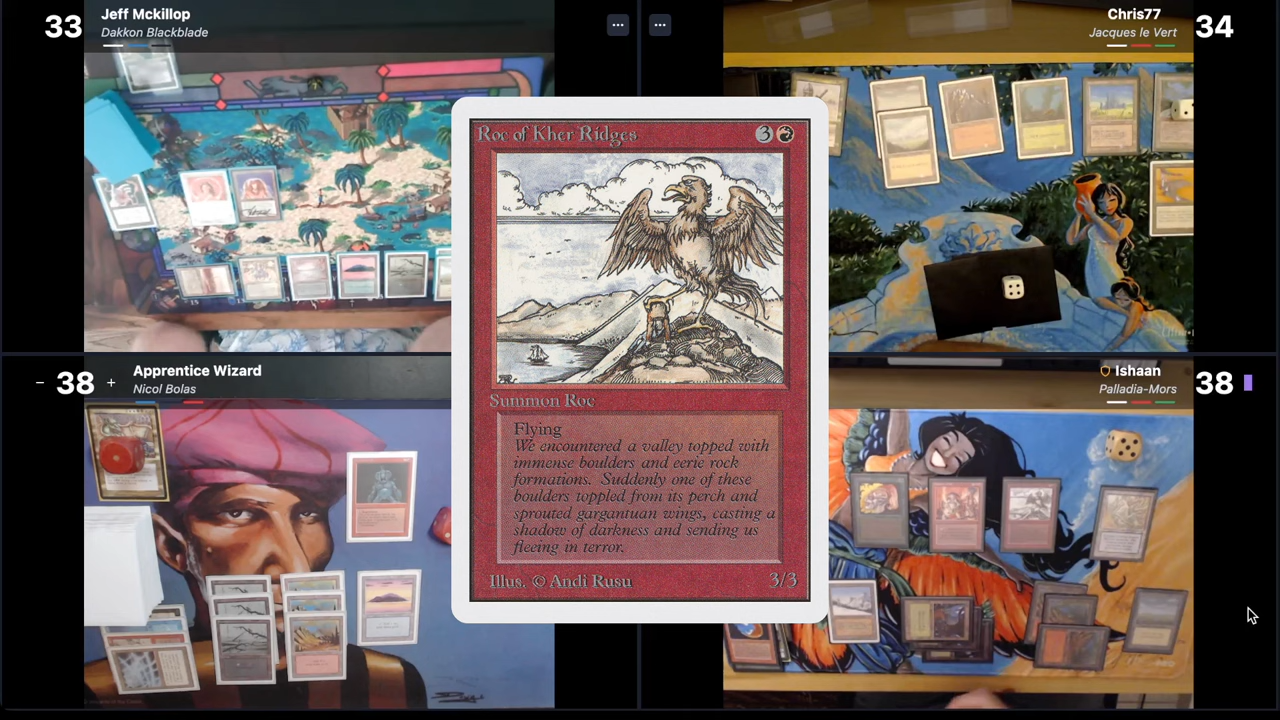 33
Jeff Mckillop
Dakkon Blackblade
Chris77
Jacques le Vert
34
Roc of Kher Ridges
3
Flying
We encountered a valley topped with
immense boulders and eerie rock
formations. Suddenly one of these
boulders toppled from its perch and
sprouted gargantuan wings, casting a
shadow of darkness and sending us
fleeing in terror.
Summon Roc
Illus. © Andi Rusu
3/3
- 38 +
Apprentice Wizard
Nicol Bolas
Ishaan
Palladia-Mors
38